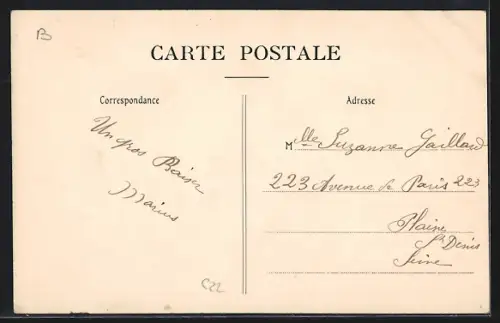 B
CARTE POSTALE
Correspondance
Adresse
Un gros Baiser
Marius
Mlle Suzanne Gaillaud
223 Avenue de Paris 223
Plaine
St Denis
Seine
C22